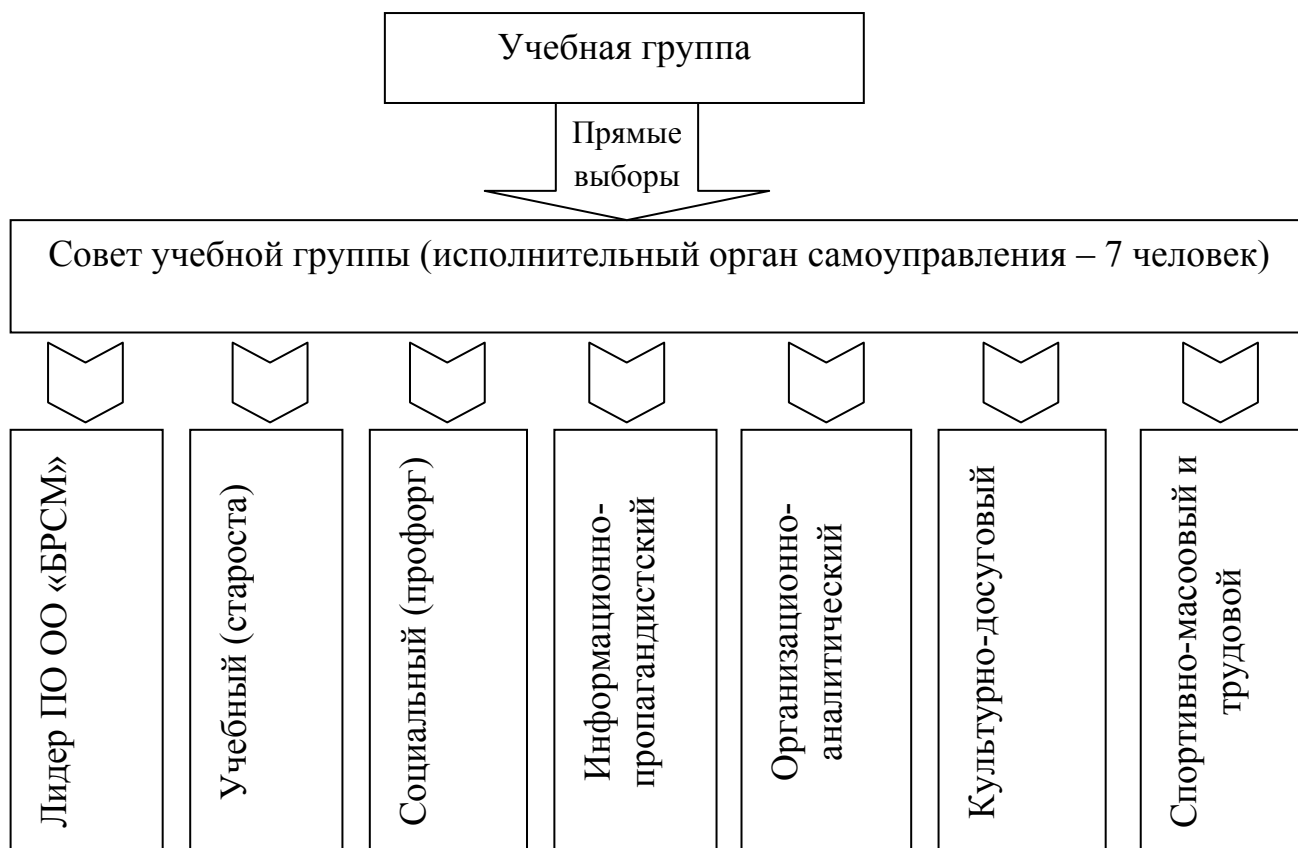 Учебная группа
Прямые
выборы
Совет учебной группы (исполнительный орган самоуправления – 7 человек)
Лидер ПО ОО «БРСМ»
Учебный (староста)
Социальный (профорг)
Информационно-
пропагандистский
Организационно-
аналитический
Культурно-досуговый
Спортивно-масоовый и
трудовой